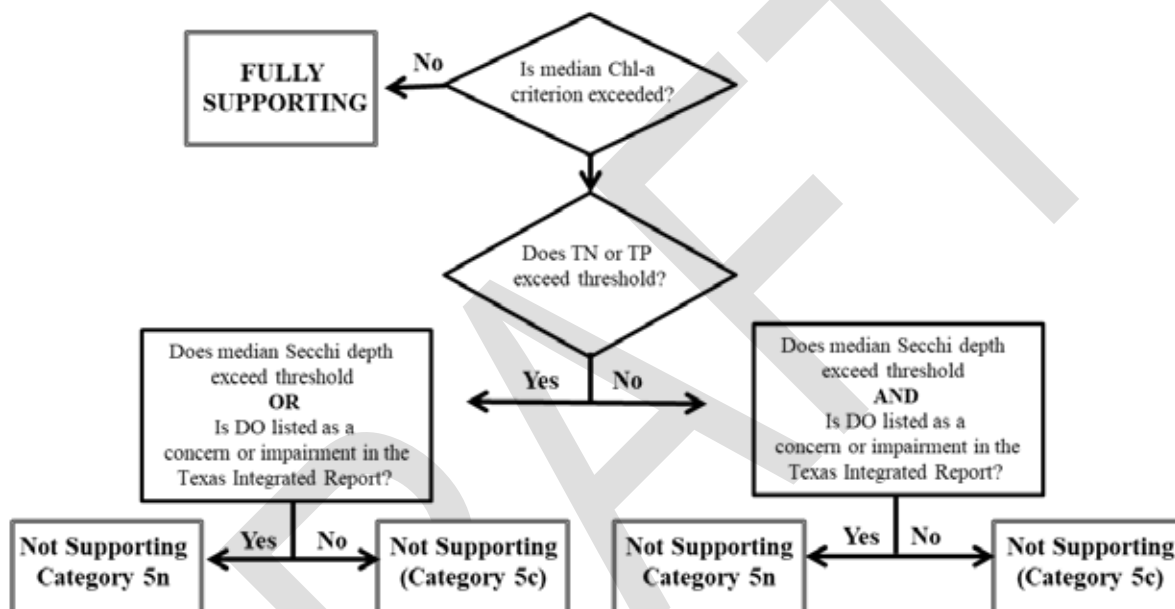 No
FULLY
SUPPORTING
Is median Chl-a
criterion exceeded?
Does TN or TP
exceed threshold?
Does median Secchi depth
exceed threshold
OR
Is DO listed as a
concern or impairment in the
Texas Integrated Report?
Yes
No
Does median Secchi depth
exceed threshold
AND
Is DO listed as a
concern or impairment in the
Texas Integrated Report?
Not Supporting
Category 5n
Yes
No
Not Supporting
(Category 5c)
Not Supporting
Category 5n
Yes
No
Not Supporting
(Category 5c)
DRAFT